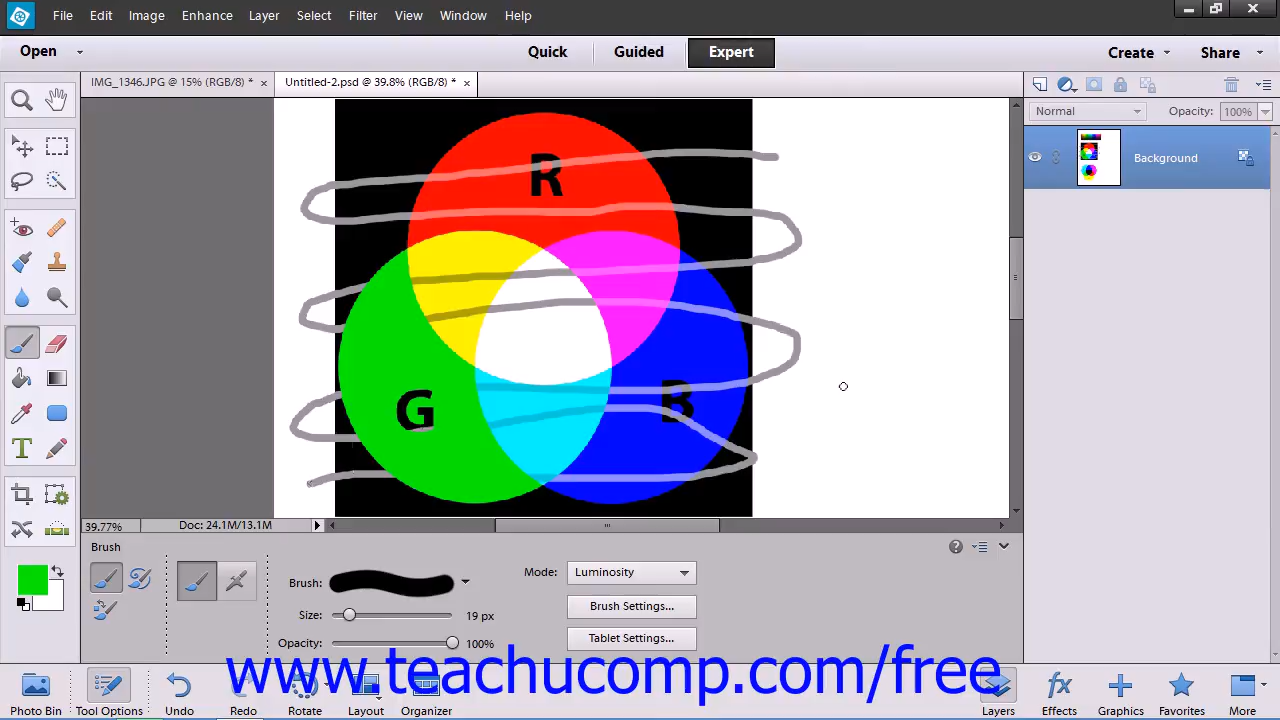 File Edit Image Enhance Layer Select Filter View Window Help
Open Quick Guided Expert Create Share
IMG_1346.JPG @ 15% (RGB/8) * × Untitled-2.psd @ 39.8% (RGB/8) * ×
Normal Opacity: 100%
Background
R
G B
T
39.77% Doc: 24.1M/13.1M
Brush
Brush: Mode: Luminosity
Size: 19 px Brush Settings...
Opacity: 100% Tablet Settings...
www.teachucomp.com/free
fx
Photo Bin Tool Options Undo Redo Rotate Layout Organizer Layers Effects Graphics Favorites More